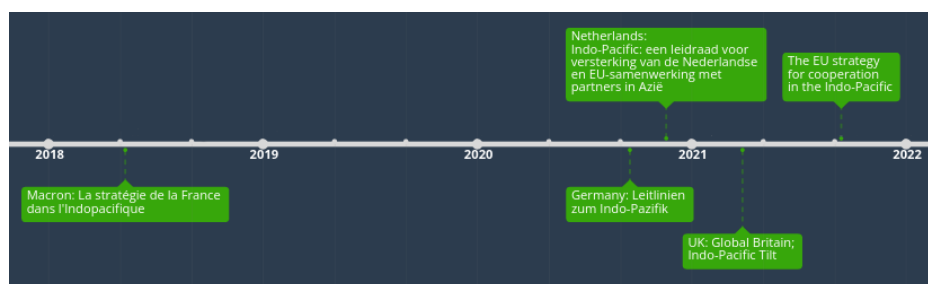 Netherlands:
Indo-Pacific: een leidraad voor
versterking van de Nederlandse
en EU-samenwerking met
partners in Azië
The EU strategy
for cooperation
in the Indo-Pacific
2018
2019
2020
2021
2022
Macron: La stratégie de la France
dans l'Indopacifique
Germany: Leitlinien
zum Indo-Pazifik
UK: Global Britain;
Indo-Pacific Tilt